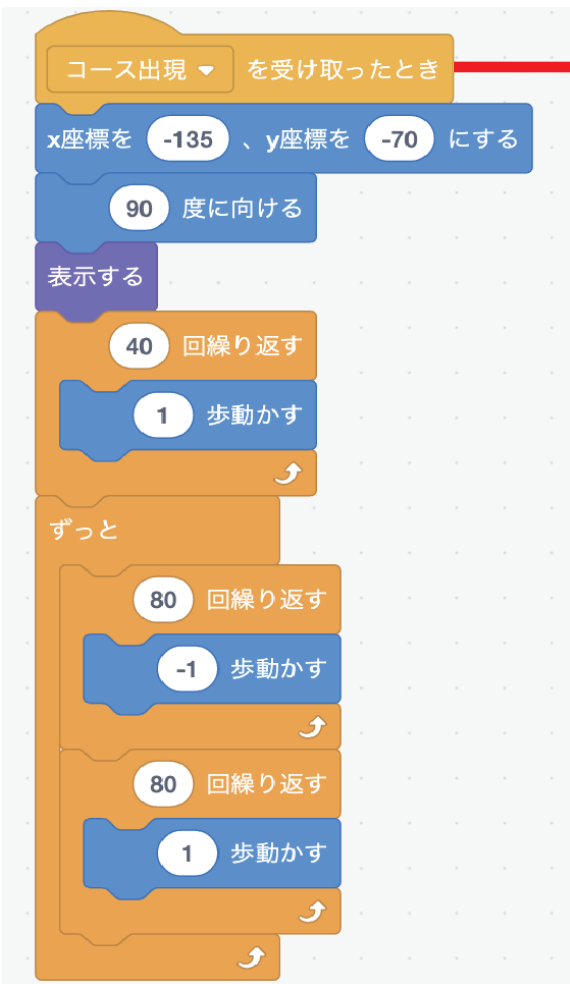 コース出現 を受け取ったとき
x座標を -135 、y座標を -70 にする
90 度に向ける
表示する
40 回繰り返す
1 歩動かす
ずっと
80 回繰り返す
-1 歩動かす
80 回繰り返す
1 歩動かす